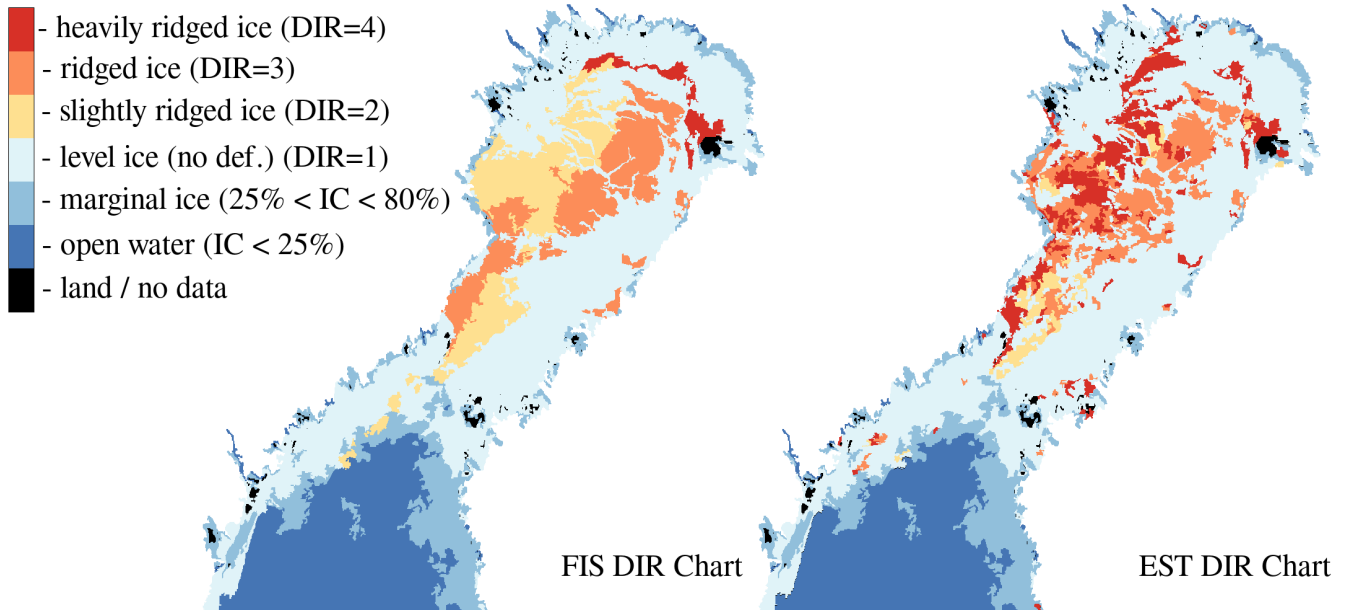 - heavily ridged ice (DIR=4)
- ridged ice (DIR=3)
- slightly ridged ice (DIR=2)
- level ice (no def.) (DIR=1)
- marginal ice (25% < IC < 80%)
- open water (IC < 25%)
- land / no data
FIS DIR Chart
EST DIR Chart